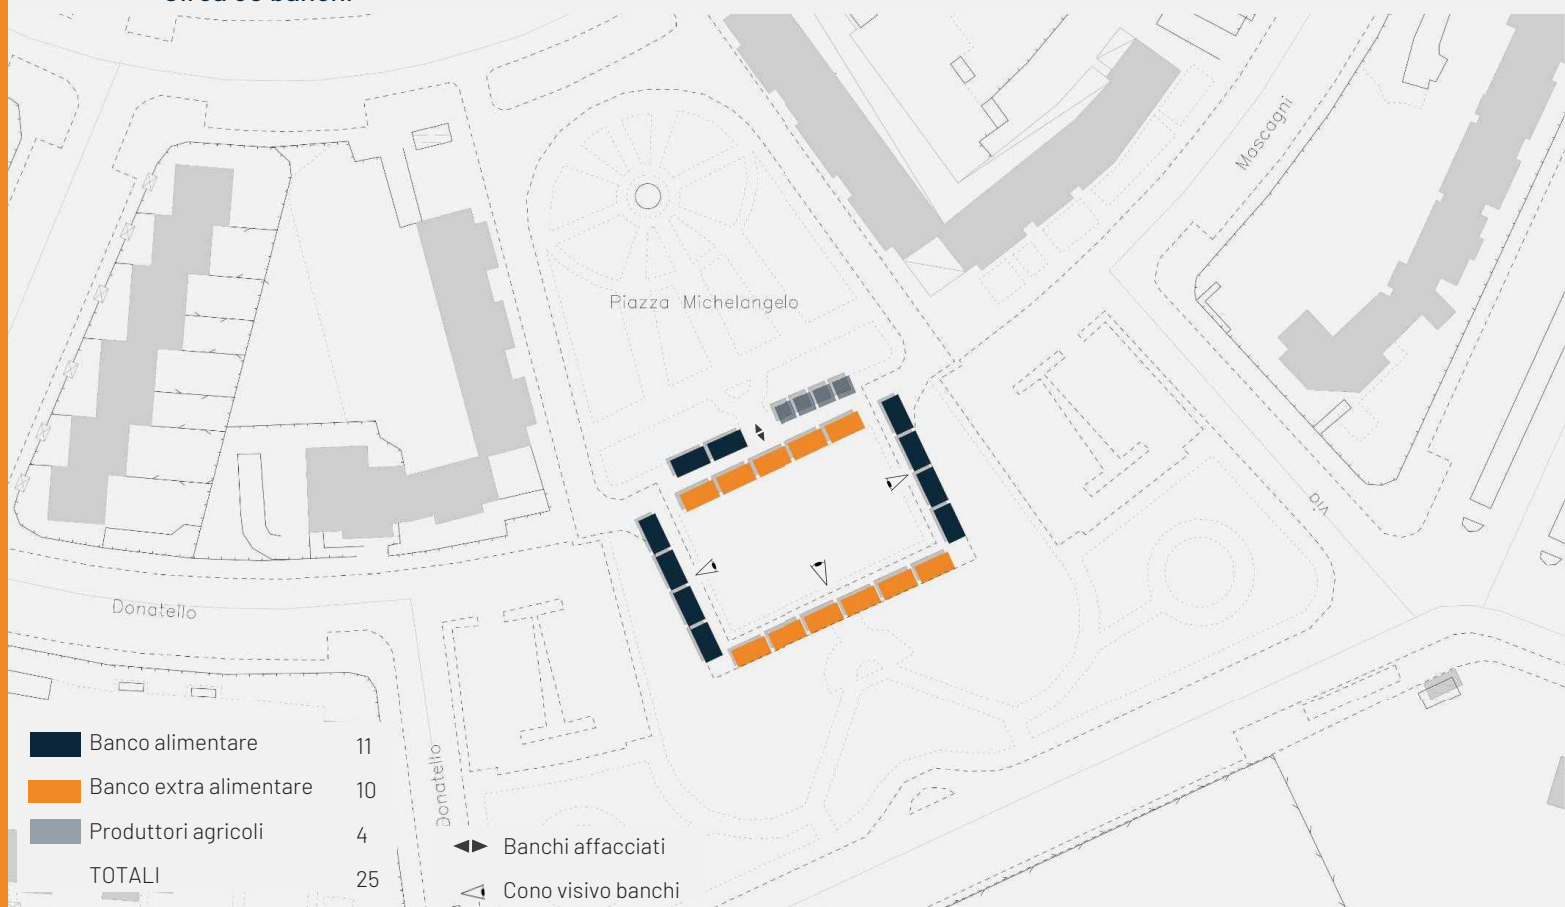 Piazza Michelangelo
Mascagni
Via
Donatello
Donatello
Banco alimentare 11
Banco extra alimentare 10
Produttori agricoli 4
TOTALI 25
Banchi affacciati
Cono visivo banchi